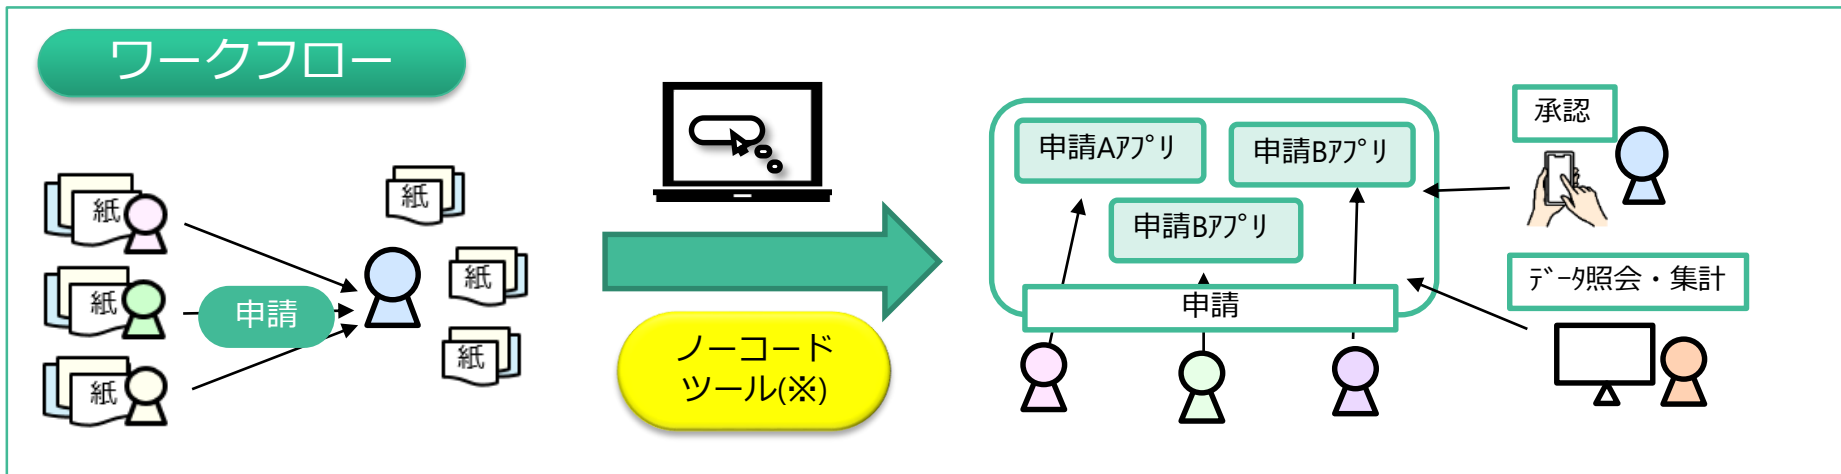 ワークフロー
紙
紙
紙
申請
紙
紙
紙
ノーコード
ツール(※)
申請Aｱﾌﾟﾘ
申請Bｱﾌﾟﾘ
申請Bｱﾌﾟﾘ
申請
承認
ﾃﾞｰﾀ照会・集計